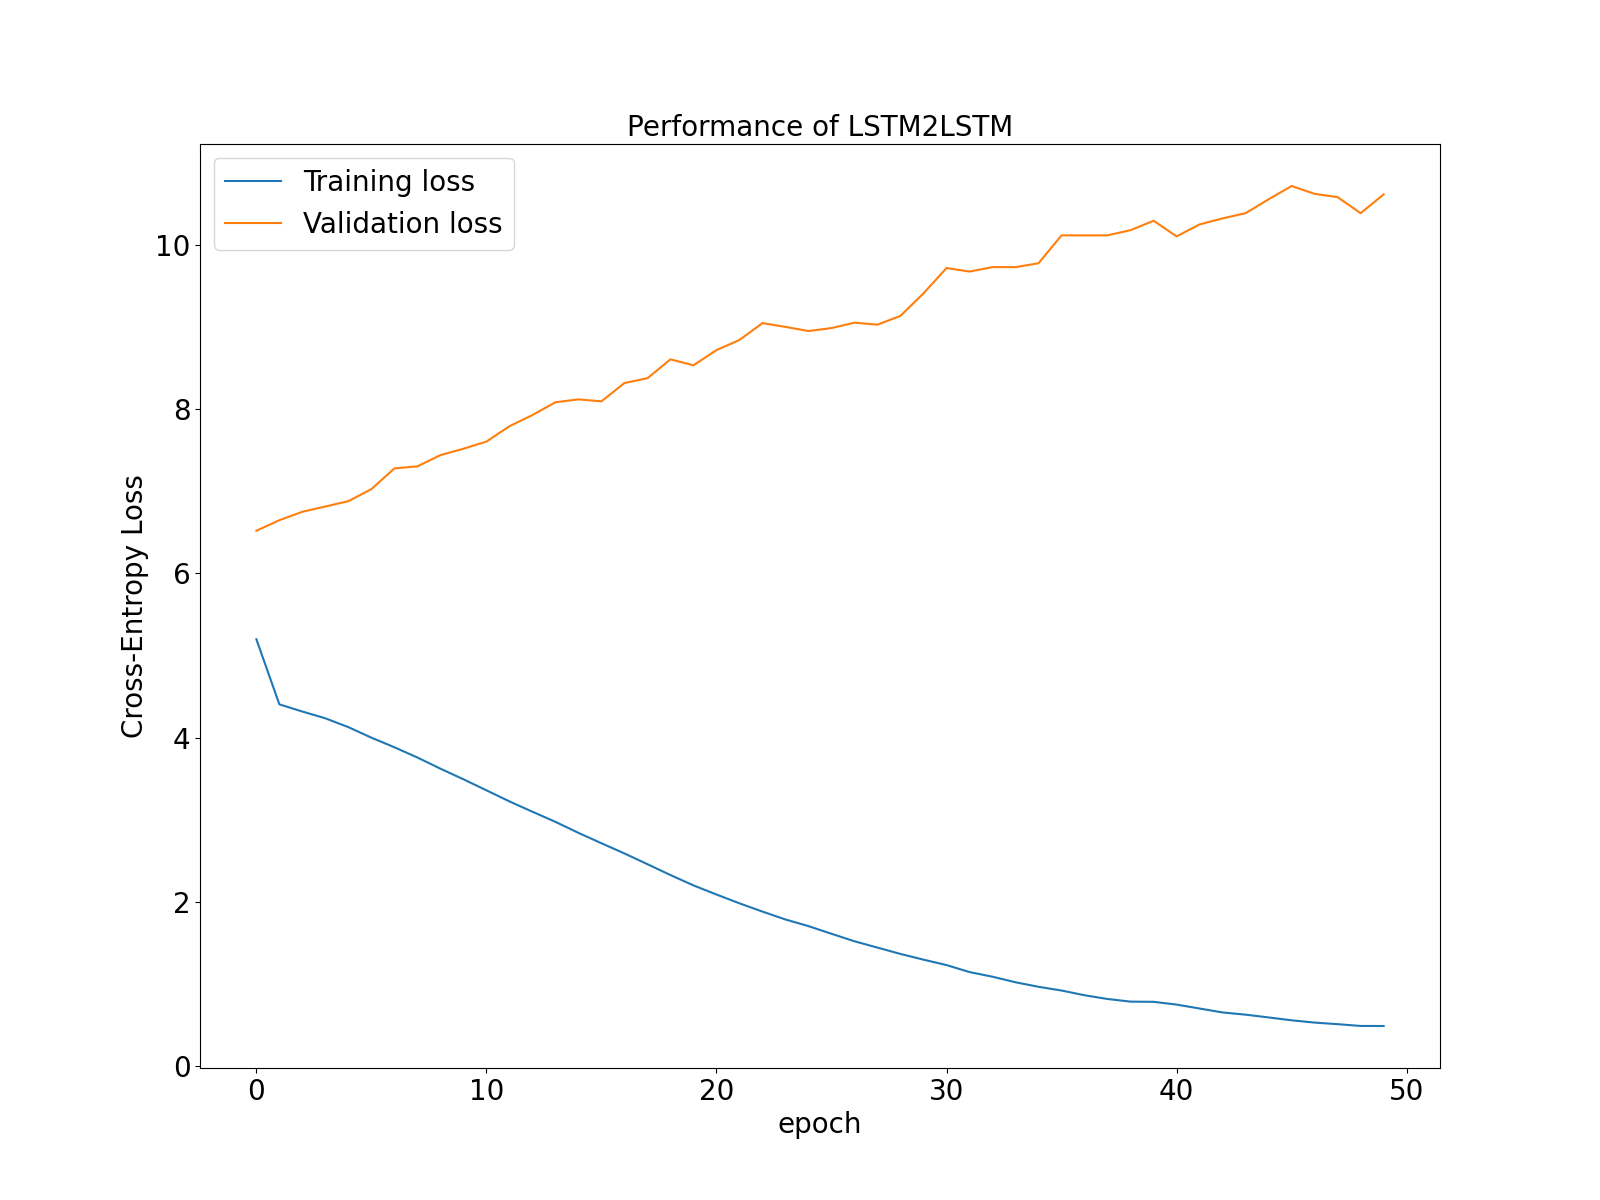 Performance of LSTM2LSTM
Training loss
Validation loss
Cross-Entropy Loss
10
8
6
4
2
0
0 10 20 30 40 50
epoch